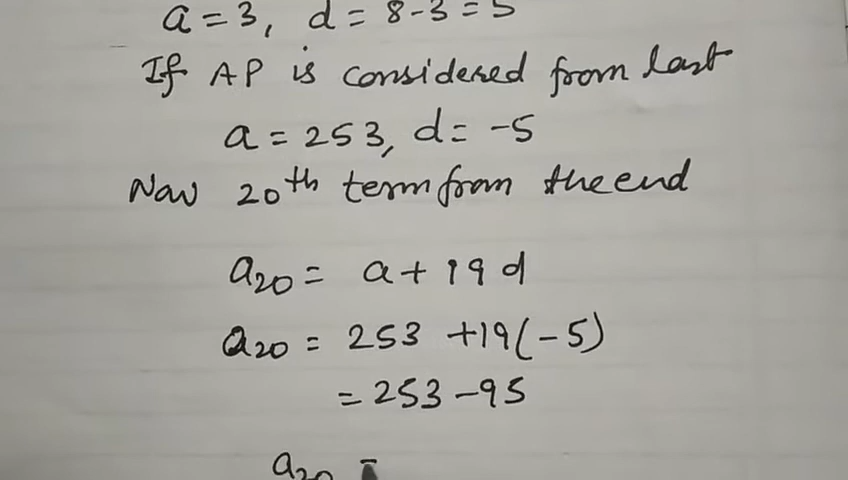 a = 3, d = 8-3 = 5
If AP is considered from last
a = 253, d = -5
Now 20th term from the end
a20 = a + 19 d
a20 = 253 +19(-5)
= 253 -95
a20 =